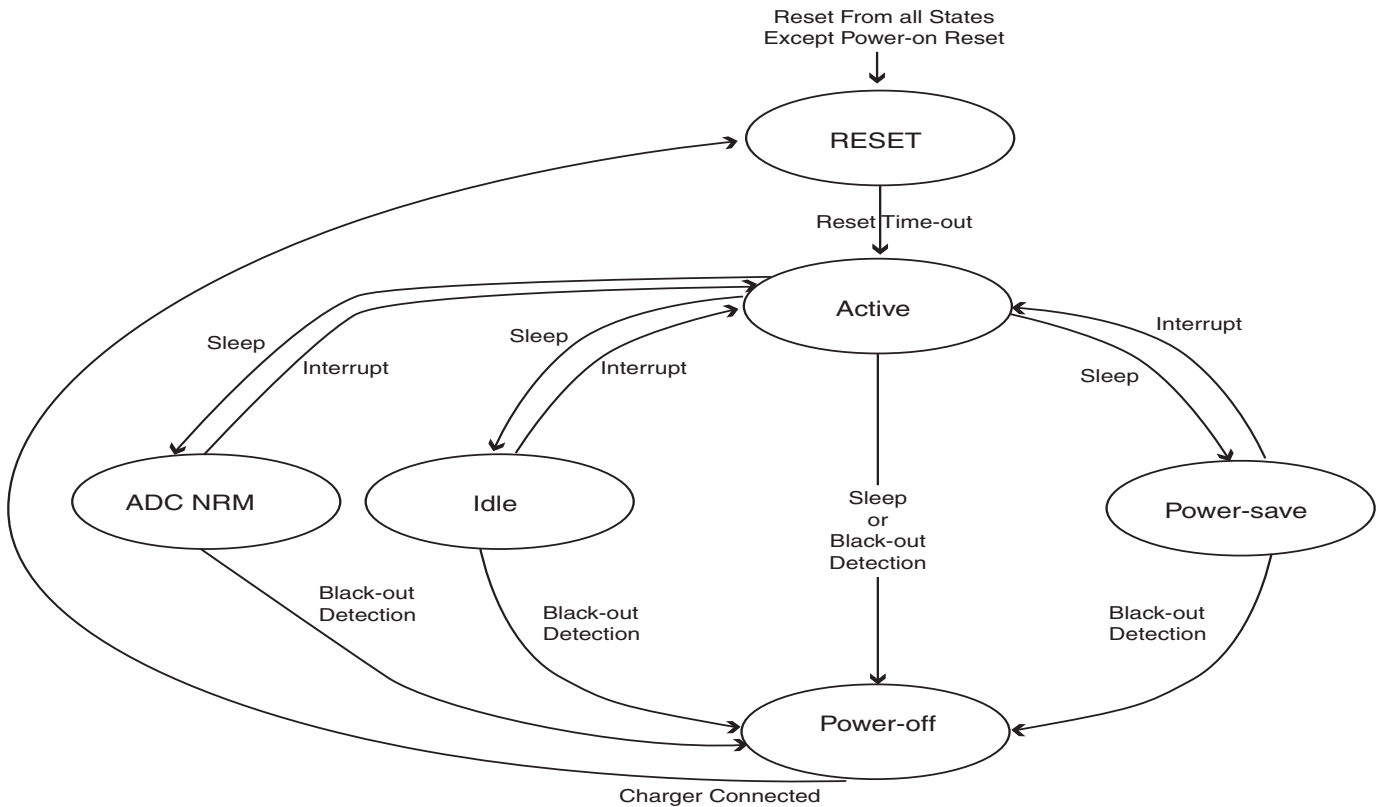 Reset From all States
Except Power-on Reset
RESET
Reset Time-out
Active
Sleep
Interrupt
Sleep
Interrupt
Interrupt
Sleep
ADC NRM
Idle
Power-save
Sleep
or
Black-out
Detection
Black-out
Detection
Black-out
Detection
Black-out
Detection
Power-off
Charger Connected